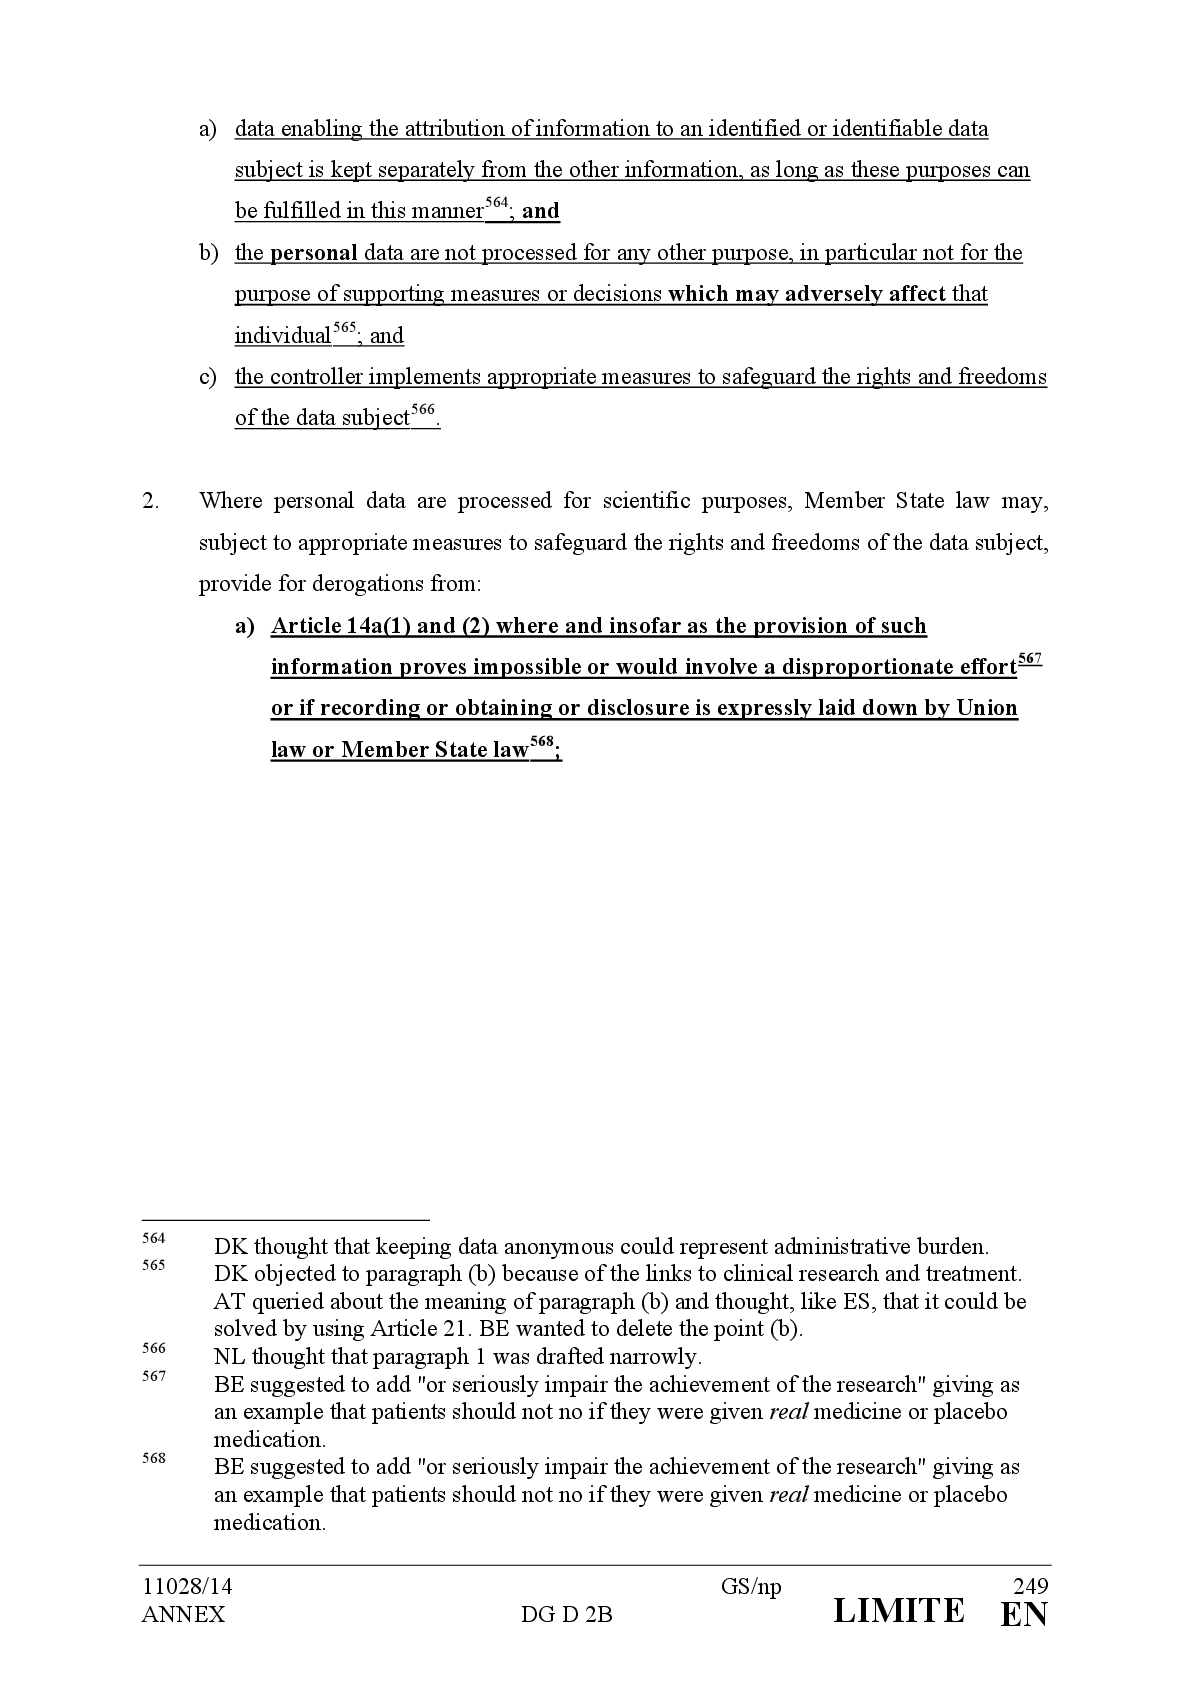 a) data enabling the attribution of information to an identified or identifiable data
subject is kept separately from the other information, as long as these purposes can
be fulfilled in this manner564; and
b) the personal data are not processed for any other purpose, in particular not for the
purpose of supporting measures or decisions which may adversely affect that
individual565; and
c) the controller implements appropriate measures to safeguard the rights and freedoms
of the data subject566.
2. Where personal data are processed for scientific purposes, Member State law may,
subject to appropriate measures to safeguard the rights and freedoms of the data subject,
provide for derogations from:
a) Article 14a(1) and (2) where and insofar as the provision of such
information proves impossible or would involve a disproportionate effort567
or if recording or obtaining or disclosure is expressly laid down by Union
law or Member State law568;
564 DK thought that keeping data anonymous could represent administrative burden.
565 DK objected to paragraph (b) because of the links to clinical research and treatment.
AT queried about the meaning of paragraph (b) and thought, like ES, that it could be
solved by using Article 21. BE wanted to delete the point (b).
566 NL thought that paragraph 1 was drafted narrowly.
567 BE suggested to add "or seriously impair the achievement of the research" giving as
an example that patients should not no if they were given real medicine or placebo
medication.
568 BE suggested to add "or seriously impair the achievement of the research" giving as
an example that patients should not no if they were given real medicine or placebo
medication.
11028/14 GS/np 249
ANNEX DG D 2B LIMITE EN